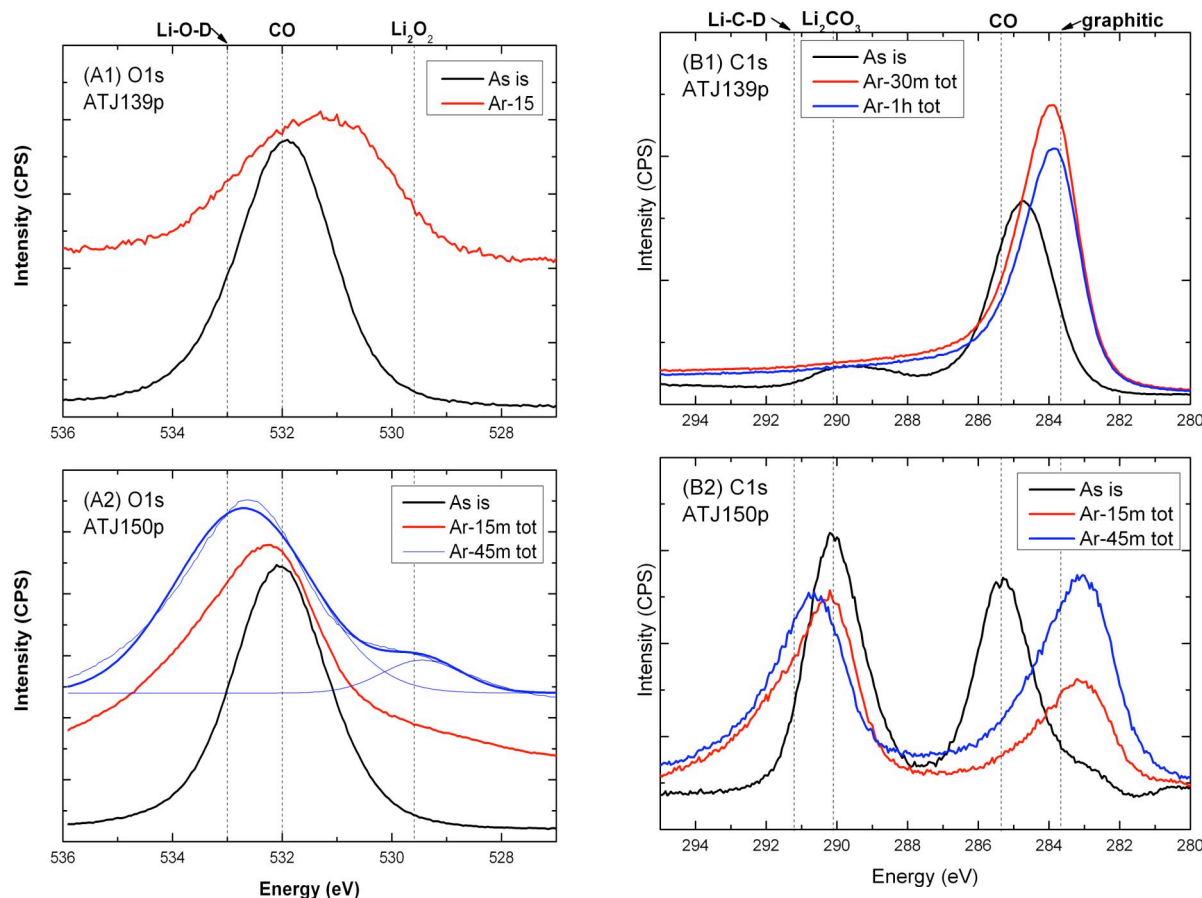 Li-O-D CO Li₂O₂
(A1) O1s
ATJ139p
As is
Ar-15
Intensity (CPS)
536 534 532 530 528
(A2) O1s
ATJ150p
As is
Ar-15m tot
Ar-45m tot
Intensity (CPS)
536 534 532 530 528
Energy (eV)
Li-C-D Li₂CO₃ CO graphitic
(B1) C1s
ATJ139p
As is
Ar-30m tot
Ar-1h tot
Intensity (CPS)
294 292 290 288 286 284 282 280
(B2) C1s
ATJ150p
As is
Ar-15m tot
Ar-45m tot
Intensity (CPS)
294 292 290 288 286 284 282 280
Energy (eV)